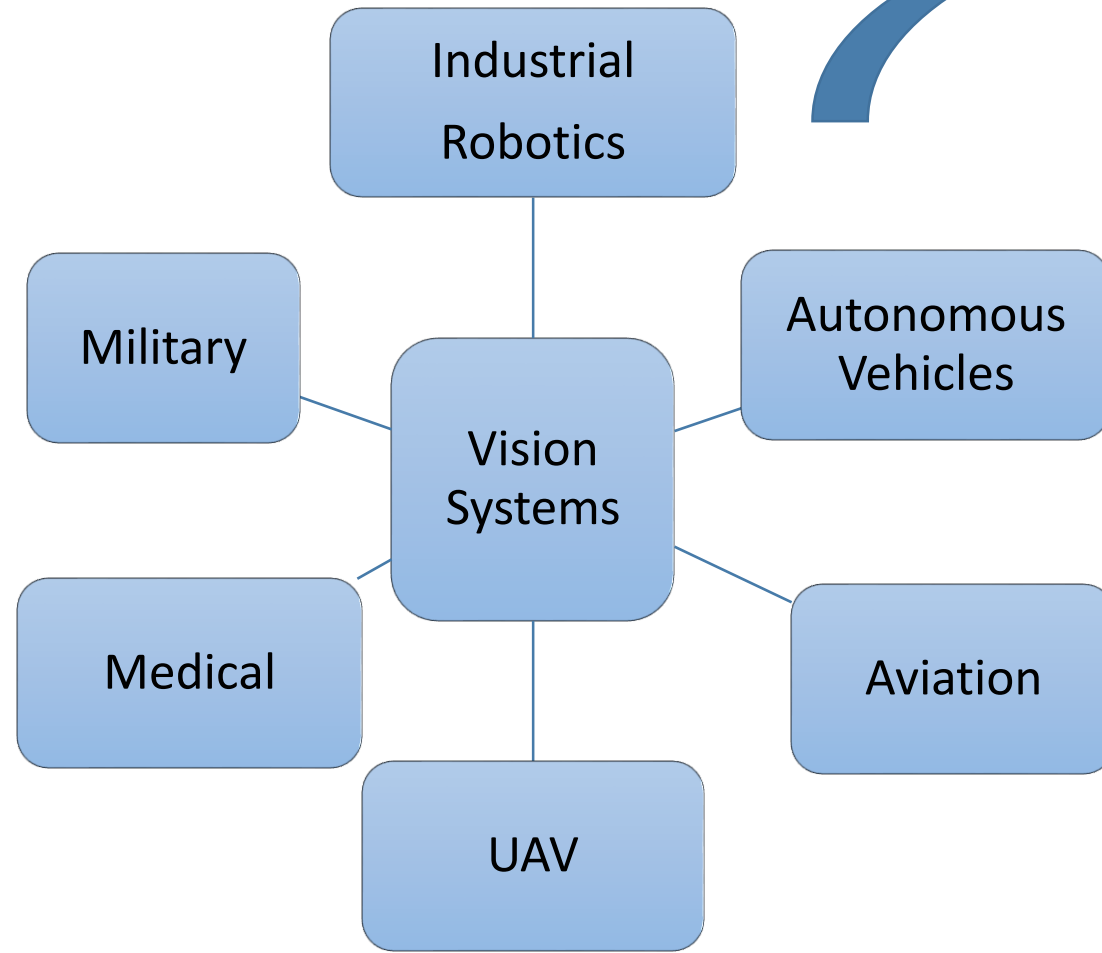 Industrial
Robotics
Military
Autonomous
Vehicles
Vision
Systems
Medical
Aviation
UAV